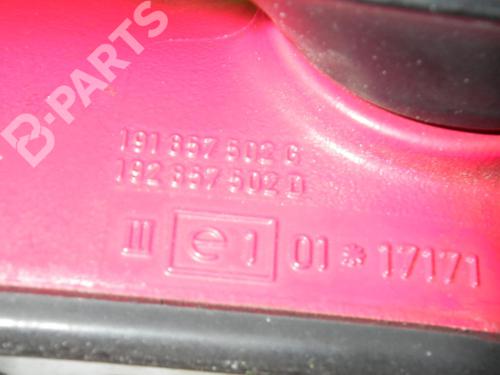 B-PARTS
191 857 502 G
192 857 502 D
III e1 01 * 17171